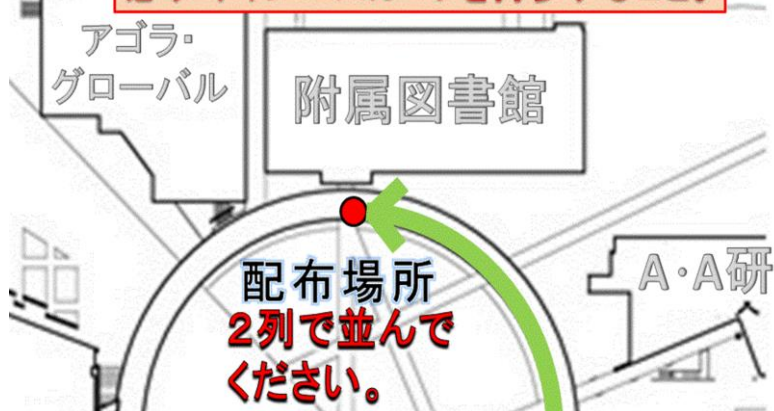 アゴラ・
グローバル
附属図書館
A・A研
配布場所
2列で並んで
ください。